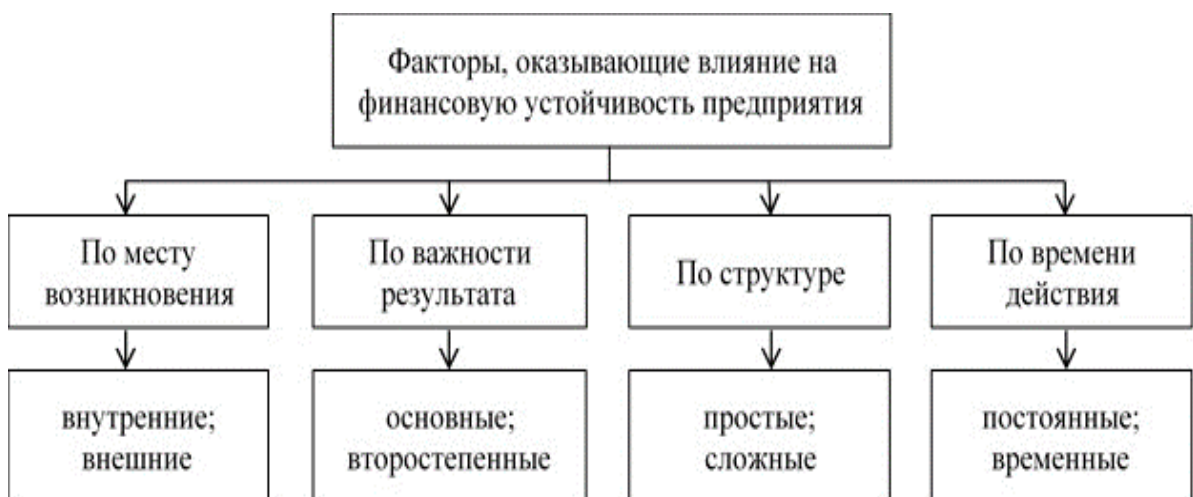 Факторы, оказывающие влияние на
финансовую устойчивость предприятия
По месту
возникновения
По важности
результата
По структуре
По времени
действия
внутренние;
внешние
основные;
второстепенные
простые;
сложные
постоянные;
временные